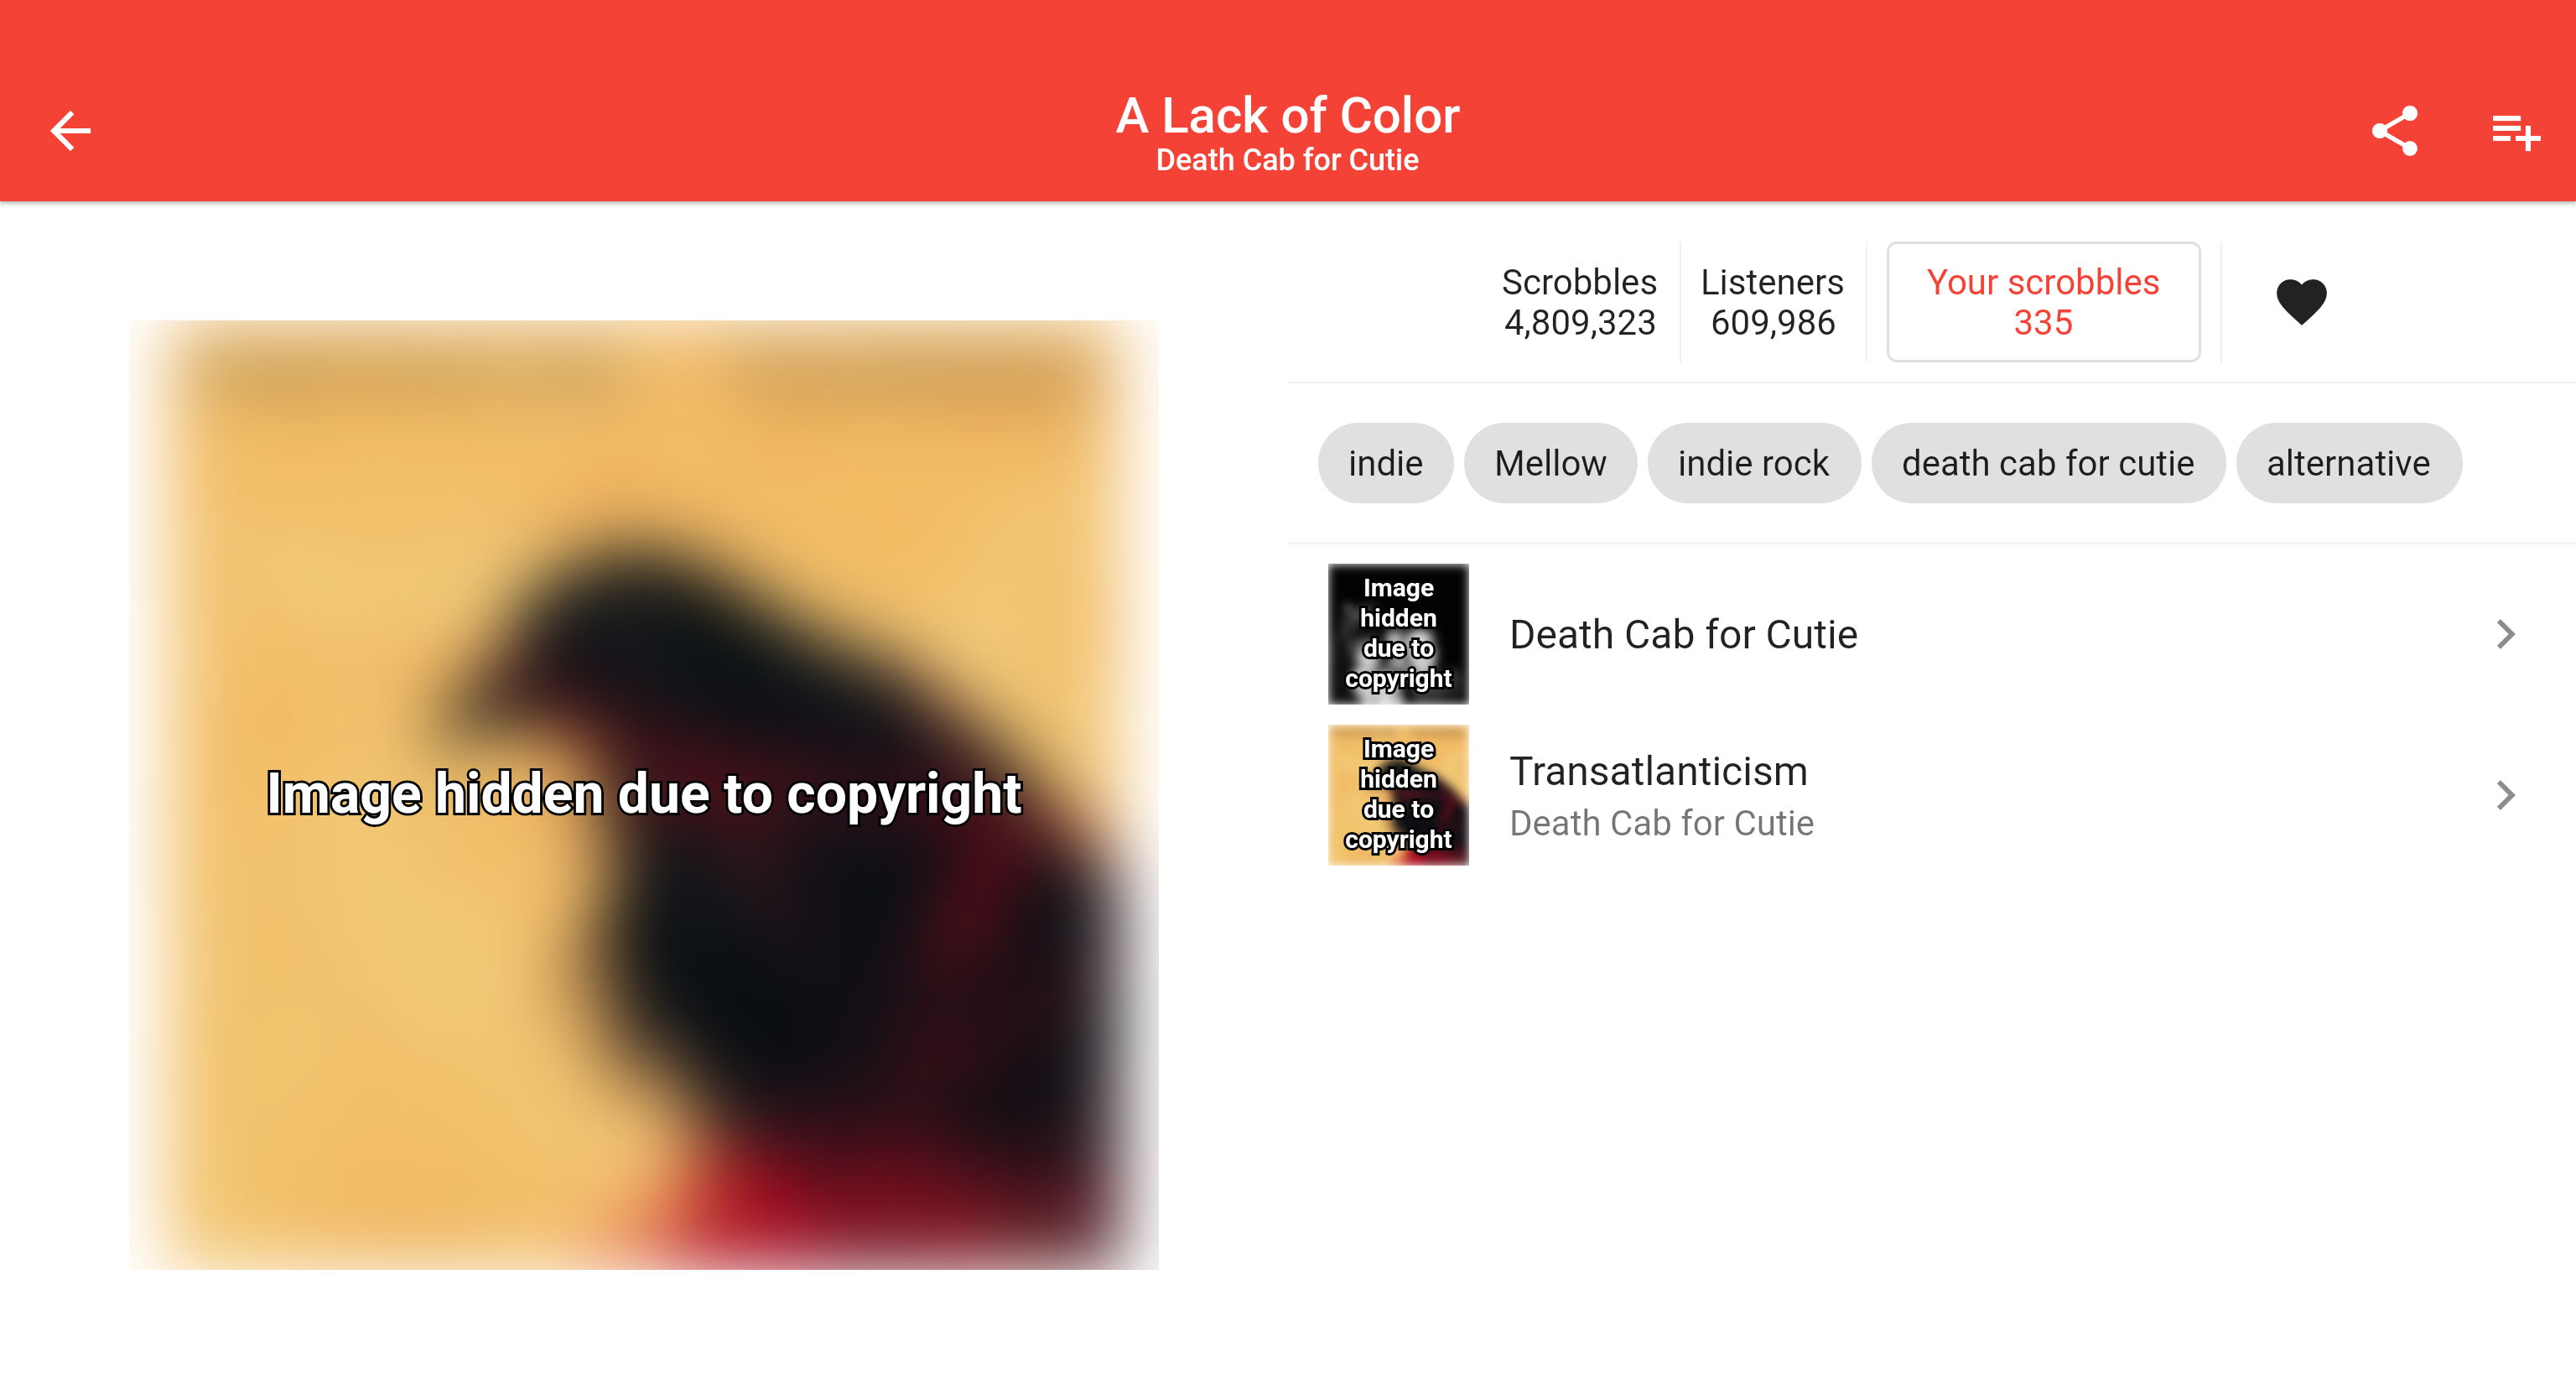 A Lack of Color
Death Cab for Cutie
Image hidden due to copyright
Scrobbles
4,809,323
Listeners
609,986
Your scrobbles
335
indie
Mellow
indie rock
death cab for cutie
alternative
Image
hidden
due to
copyright
Death Cab for Cutie
Image
hidden
due to
copyright
Transatlanticism
Death Cab for Cutie